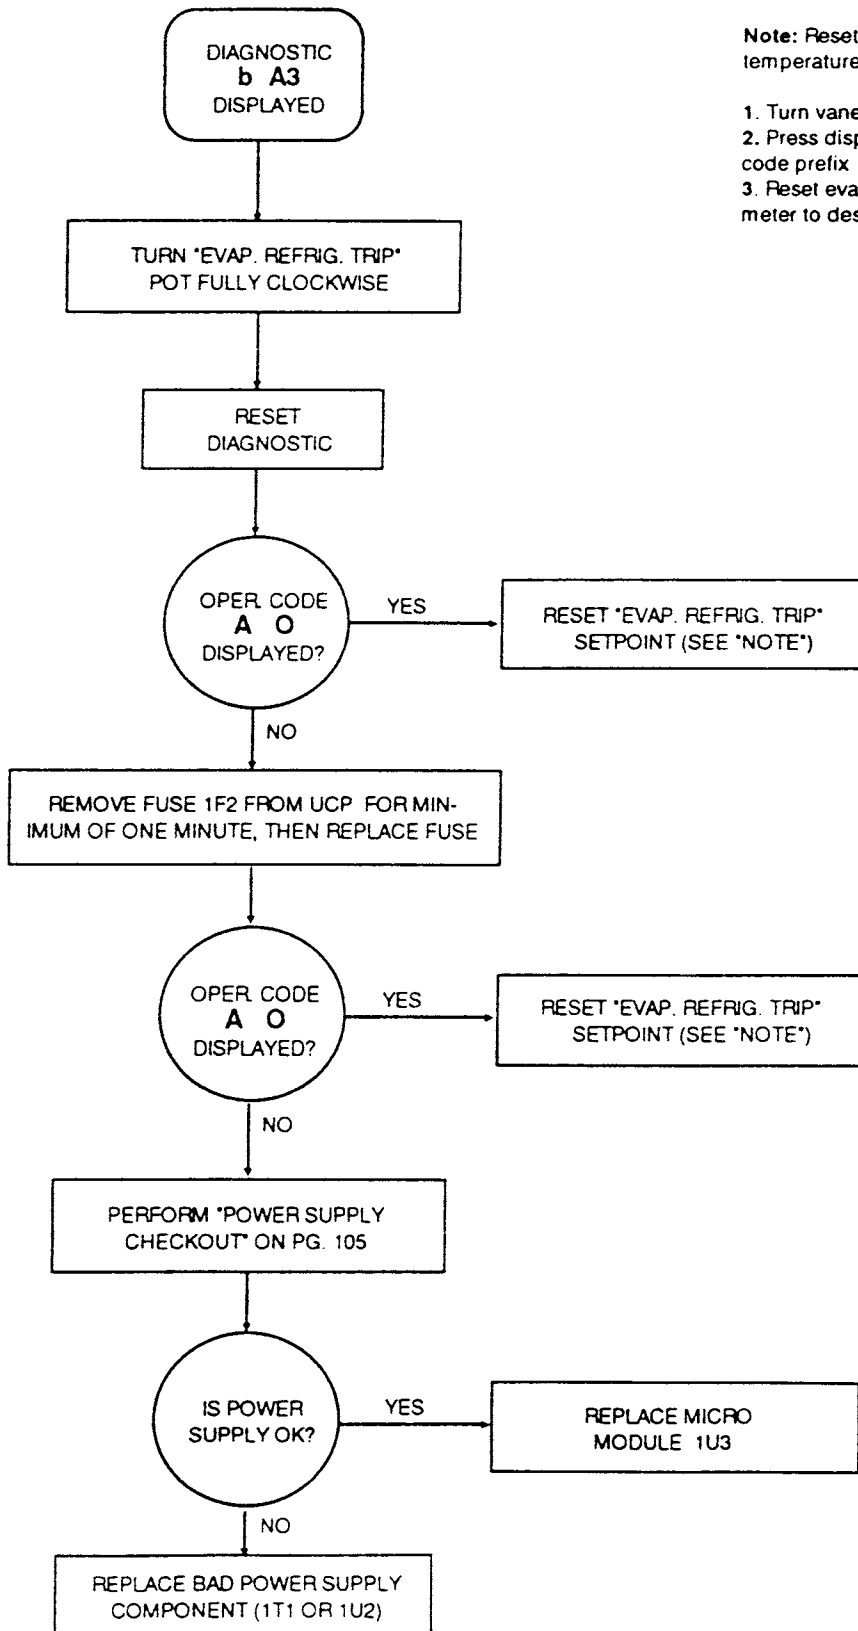 DIAGNOSTIC
b A3
DISPLAYED
Note: Reset
temperature
1. Turn vane
2. Press disp
code prefix
3. Reset eva
meter to des
TURN "EVAP. REFRIG. TRIP"
POT FULLY CLOCKWISE
RESET
DIAGNOSTIC
OPER. CODE
A O
DISPLAYED?
YES
RESET "EVAP. REFRIG. TRIP"
SETPOINT (SEE "NOTE")
NO
REMOVE FUSE 1F2 FROM UCP FOR MIN-
IMUM OF ONE MINUTE, THEN REPLACE FUSE
OPER. CODE
A O
DISPLAYED?
YES
RESET "EVAP. REFRIG. TRIP"
SETPOINT (SEE "NOTE")
NO
PERFORM "POWER SUPPLY
CHECKOUT" ON PG. 105
IS POWER
SUPPLY OK?
YES
REPLACE MICRO
MODULE 1U3
NO
REPLACE BAD POWER SUPPLY
COMPONENT (1T1 OR 1U2)